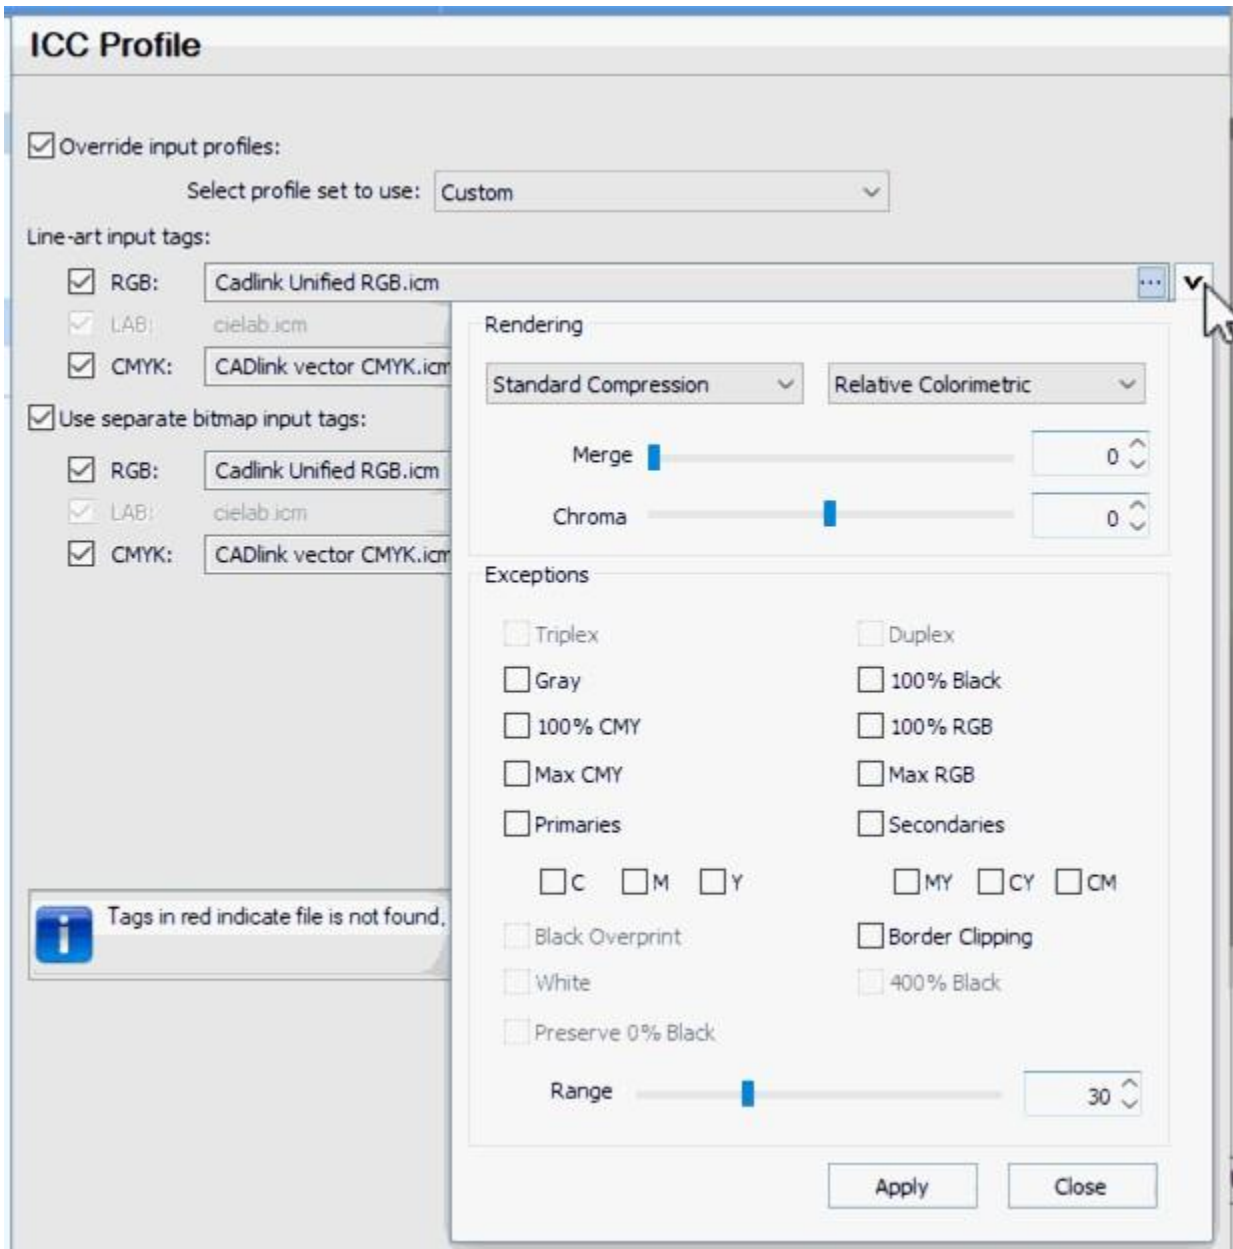 ICC Profile
Override input profiles:
Select profile set to use: Custom
Line-art input tags:
RGB: Cadlink Unified RGB.icm ...
LAB: cielab.icm
CMYK: CADlink vector CMYK.icm
Use separate bitmap input tags:
RGB: Cadlink Unified RGB.icm
LAB: cielab.icm
CMYK: CADlink vector CMYK.icm
Tags in red indicate file is not found,
Rendering
Standard Compression Relative Colorimetric
Merge 0
Chroma 0
Exceptions
Triplex Duplex
Gray 100% Black
100% CMY 100% RGB
Max CMY Max RGB
Primaries Secondaries
C M Y MY CY CM
Black Overprint Border Clipping
White 400% Black
Preserve 0% Black
Range 30
Apply Close